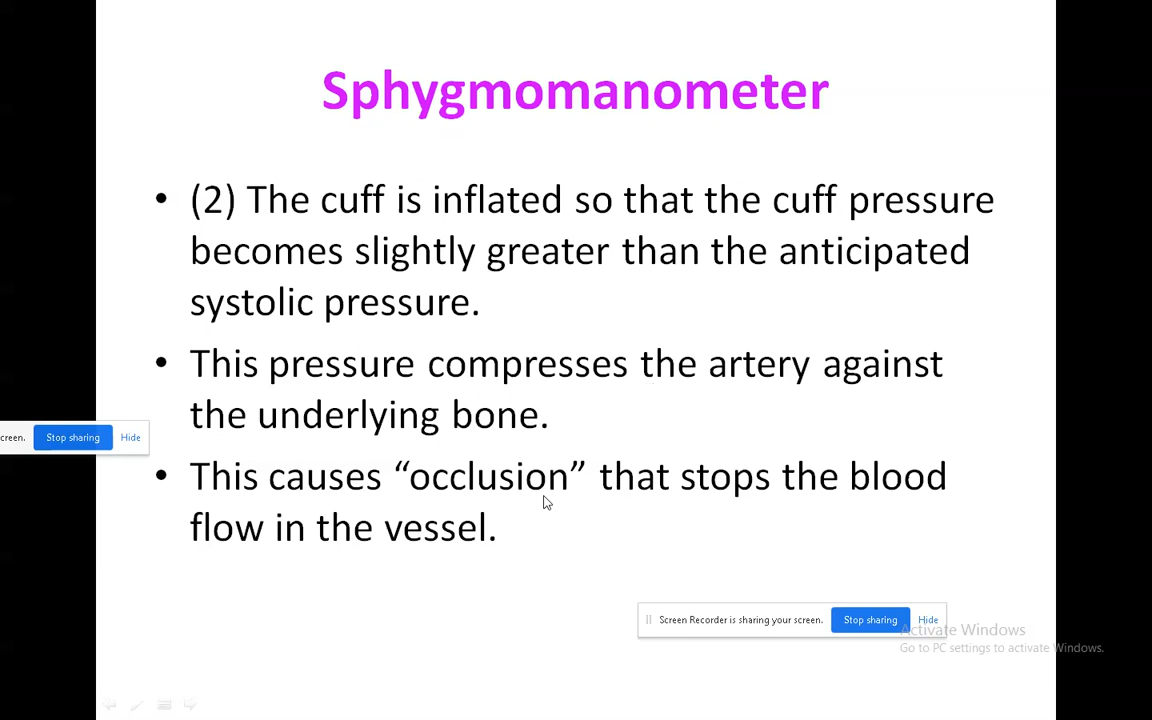 Sphygmomanometer
• (2) The cuff is inflated so that the cuff pressure
becomes slightly greater than the anticipated
systolic pressure.
• This pressure compresses the artery against
the underlying bone.
creen. Stop sharing Hide
• This causes “occlusion” that stops the blood
flow in the vessel.
Screen Recorder is sharing your screen. Stop sharing Hide
Activate Windows
Go to PC settings to activate Windows.